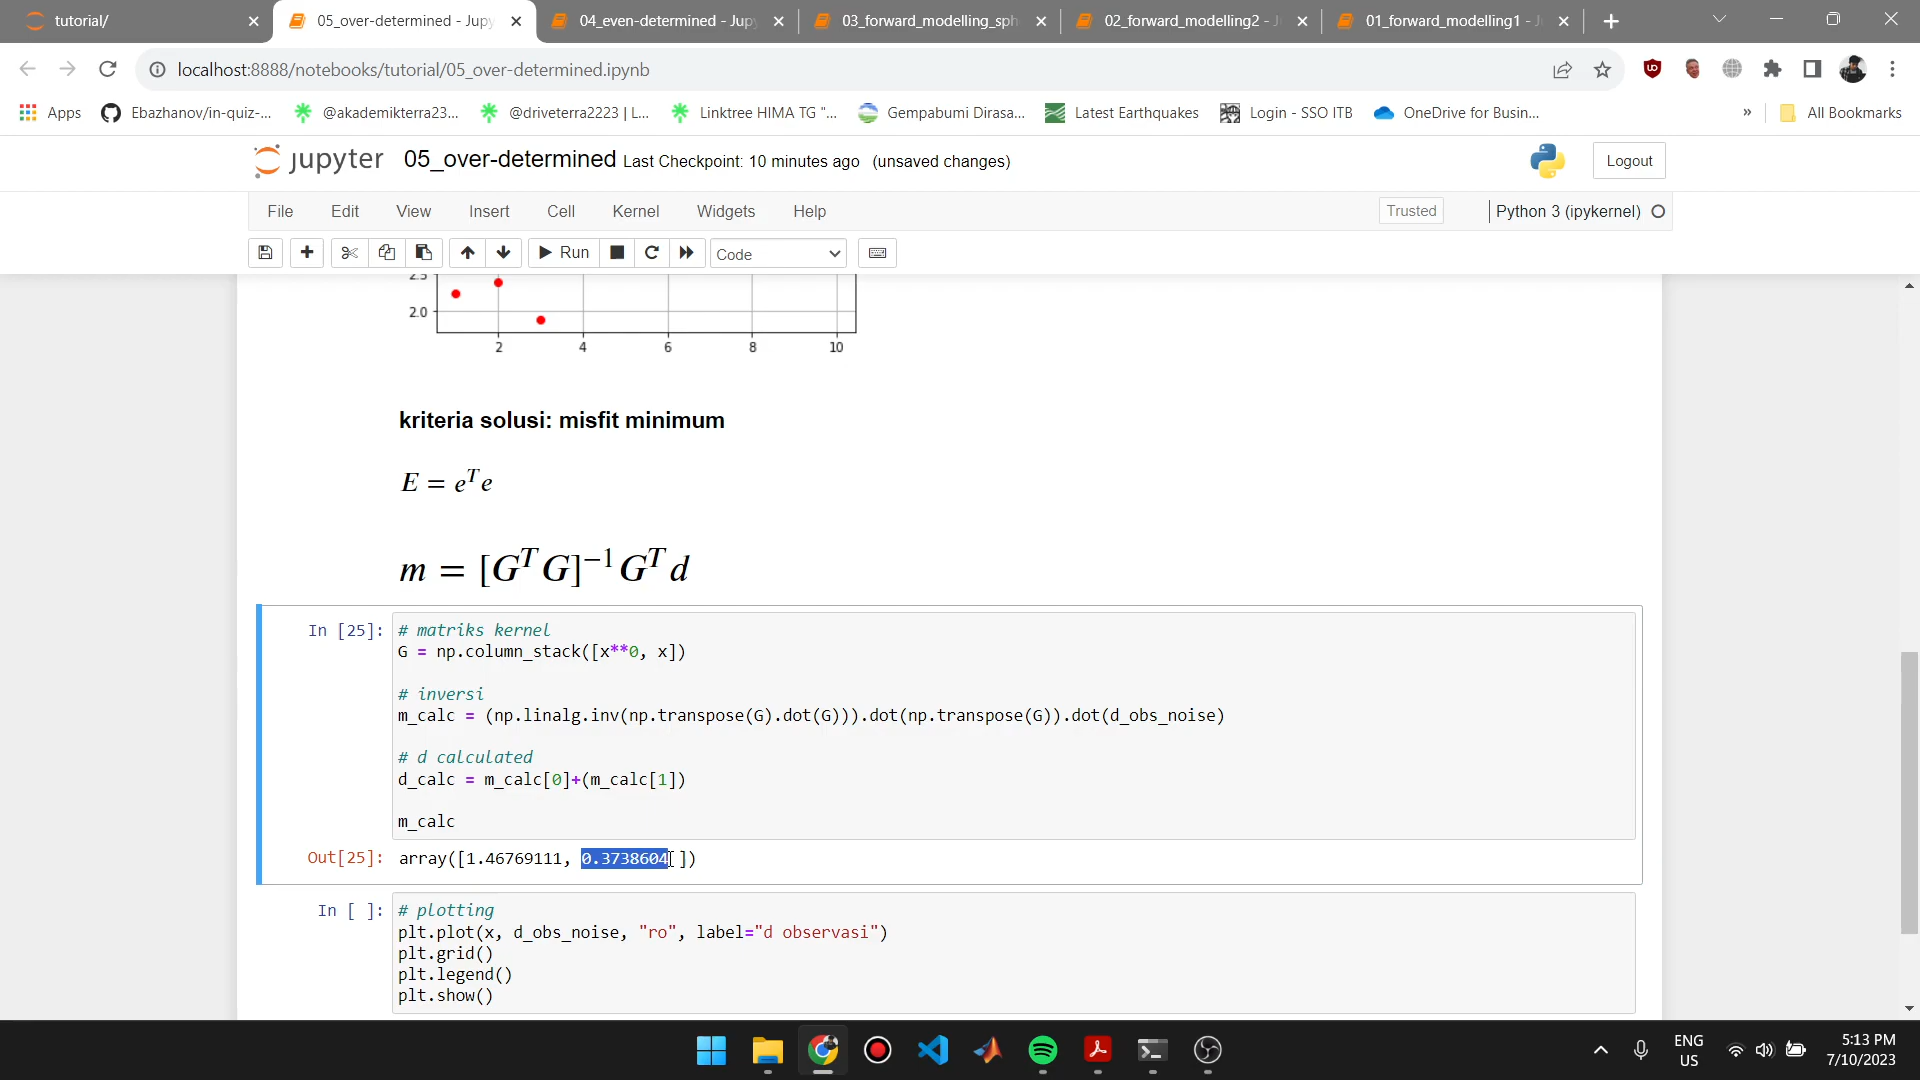 tutorial/
05_over-determined - Jupy
04_even-determined - Jup
03_forward_modelling_sph
02_forward_modelling2 - J
01_forward_modelling1 - J
localhost:8888/notebooks/tutorial/05_over-determined.ipynb
Apps
Ebazhanov/in-quiz-...
@akademikterra23...
@driveterra2223 | L...
Linktree HIMA TG "...
Gempabumi Dirasa...
Latest Earthquakes
Login - SSO ITB
OneDrive for Busin...
»
All Bookmarks
jupyter 05_over-determined Last Checkpoint: 10 minutes ago (unsaved changes)
Logout
File Edit View Insert Cell Kernel Widgets Help
Trusted
Python 3 (ipykernel)
Run
Code
2.5
2.0
2 4 6 8 10
kriteria solusi: misfit minimum
E = e^T e
m = [G^T G]^{-1} G^T d
In [25]:
# matriks kernel
G = np.column_stack([x**0, x])
# inversi
m_calc = (np.linalg.inv(np.transpose(G).dot(G))).dot(np.transpose(G)).dot(d_obs_noise)
# d calculated
d_calc = m_calc[0]+(m_calc[1])
m_calc
Out[25]: array([1.46769111, 0.3738604 ])
In [ ]:
# plotting
plt.plot(x, d_obs_noise, "ro", label="d observasi")
plt.grid()
plt.legend()
plt.show()
ENG
US
5:13 PM
7/10/2023